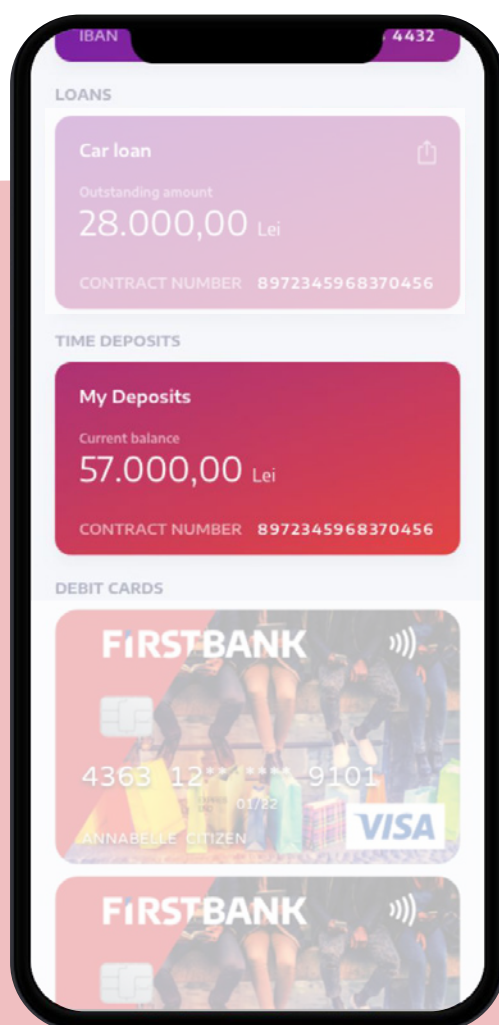 IBAN 4432
LOANS
Car loan
Outstanding amount
28.000,00 Lei
CONTRACT NUMBER 8972345968370456
TIME DEPOSITS
My Deposits
Current balance
57.000,00 Lei
CONTRACT NUMBER 8972345968370456
DEBIT CARDS
FIRSTBANK
4363 12** **** 9101
01/22
ANNABELLE CITIZEN
VISA
FIRSTBANK